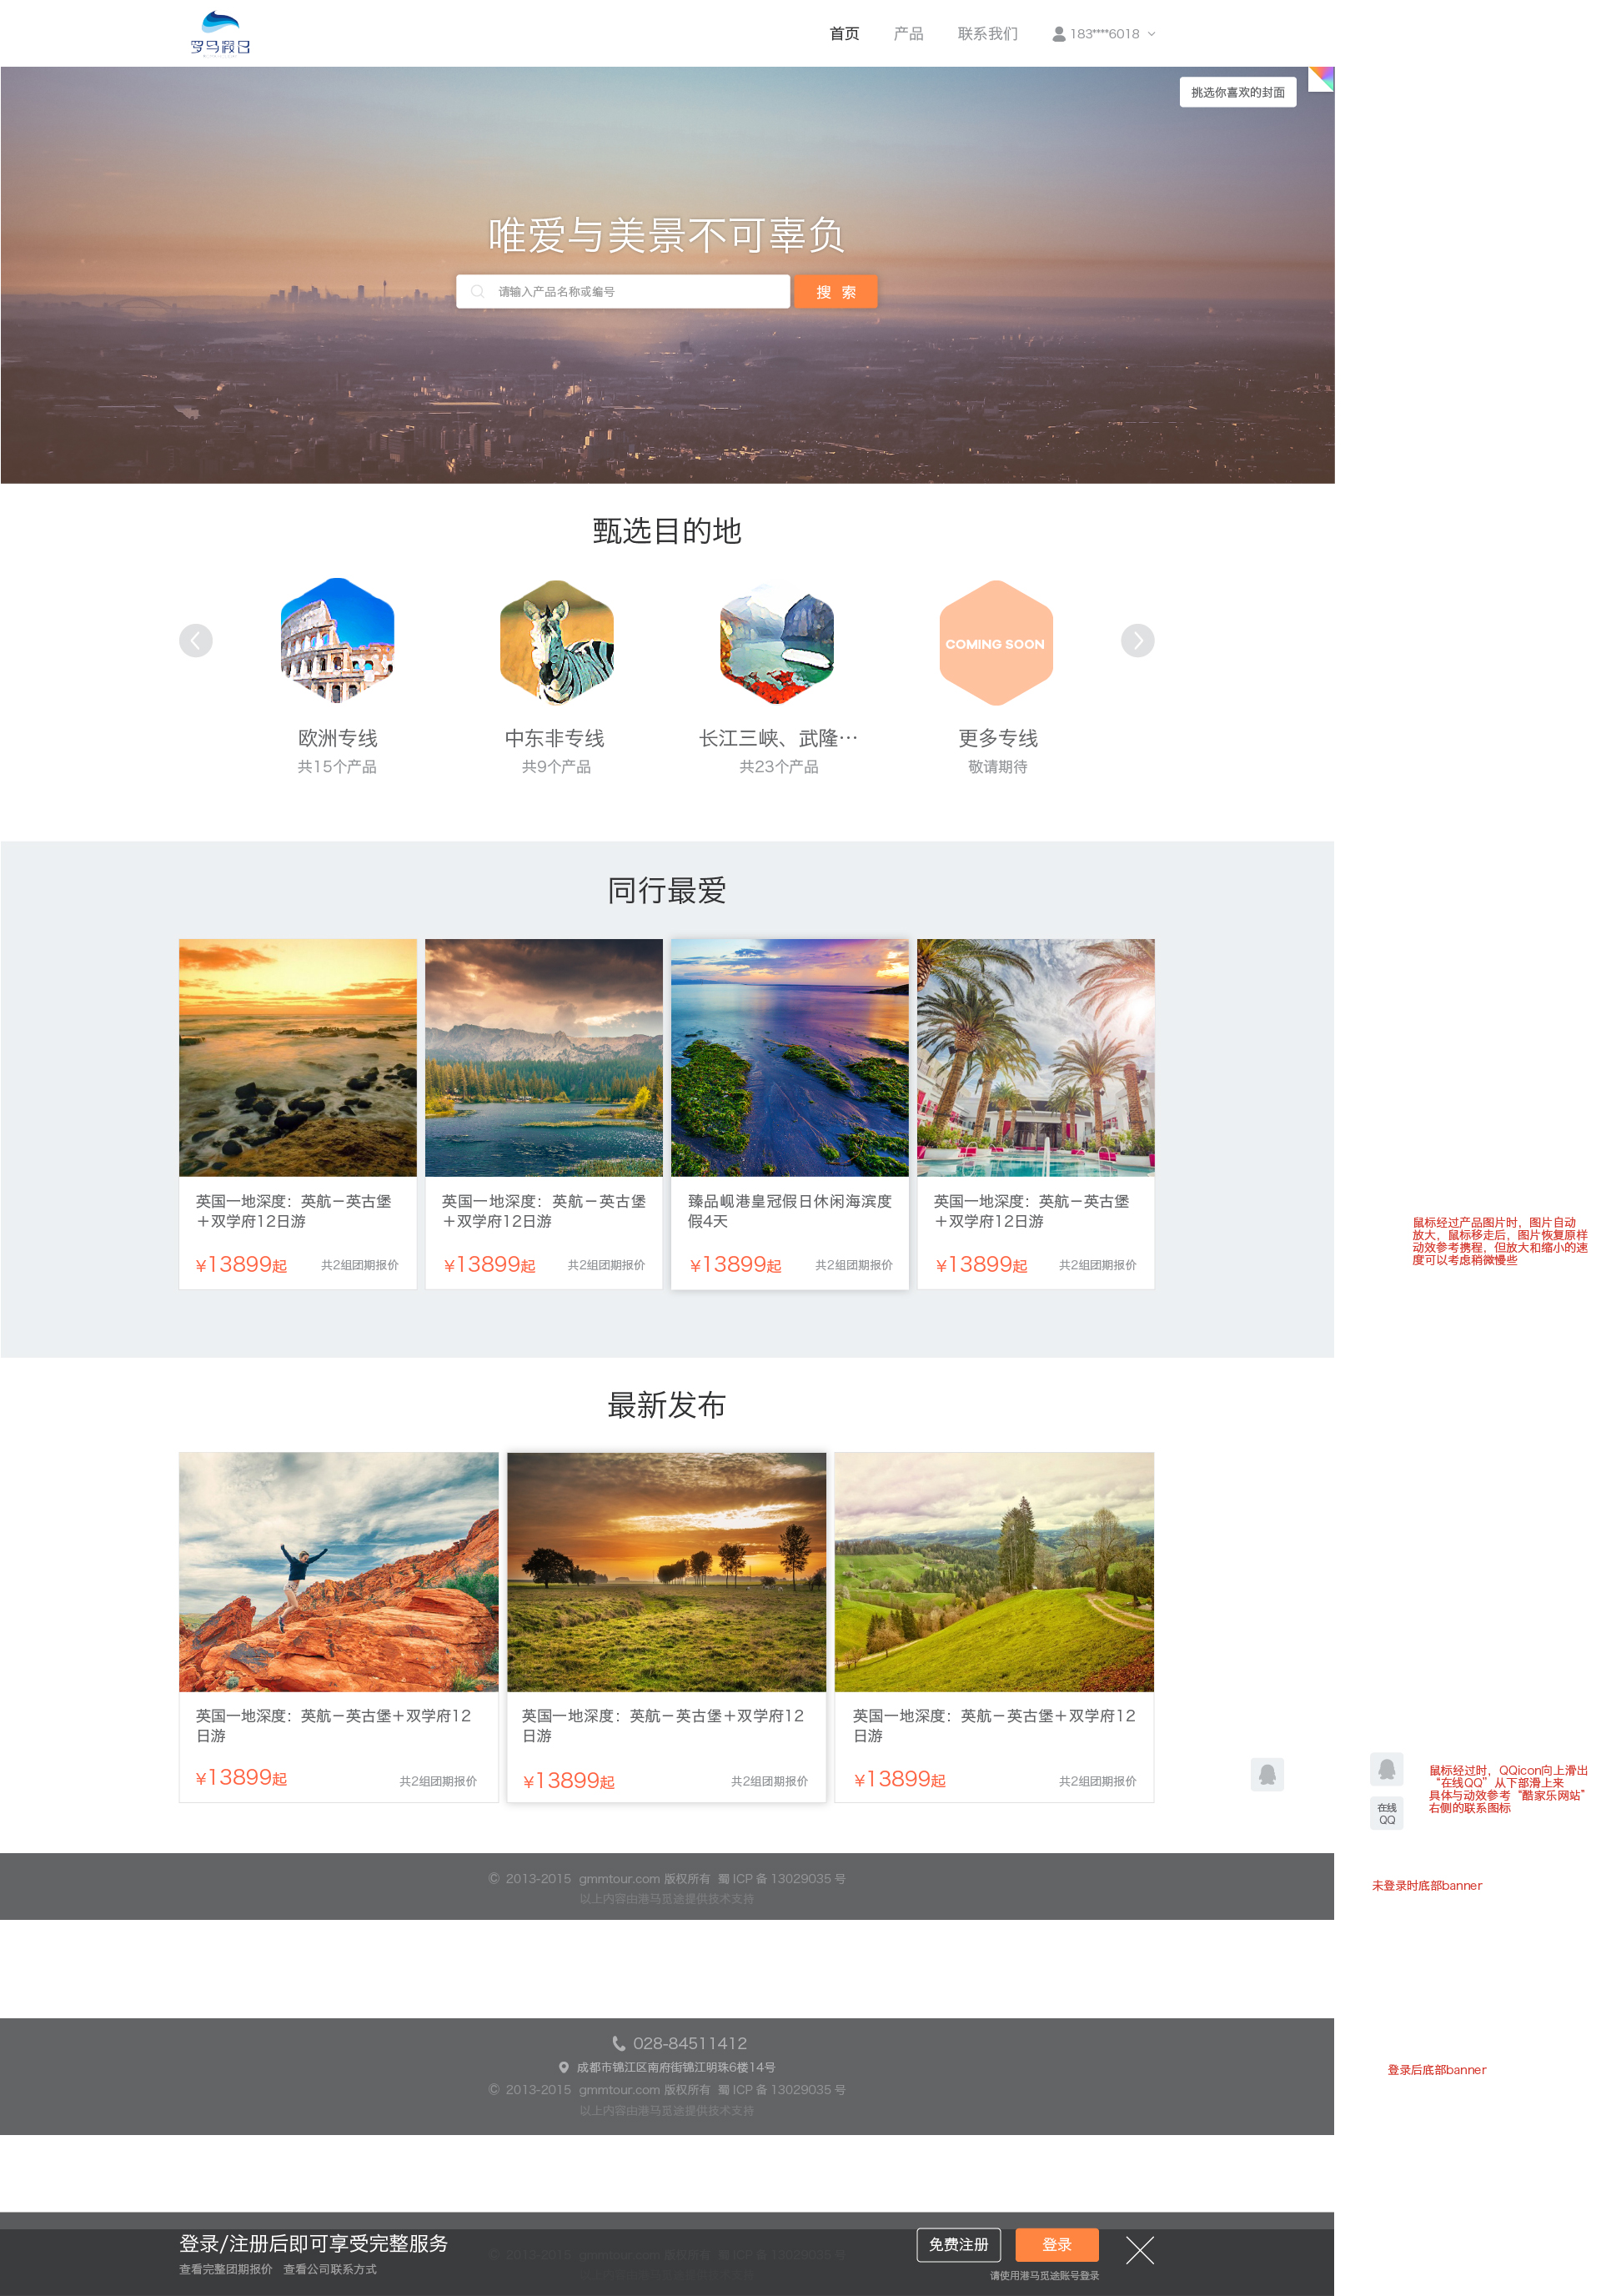 罗马假日
首页 产品 联系我们 183****6018
挑选你喜欢的封面
唯爱与美景不可辜负
请输入产品名称或编号 搜 索
甄选目的地
COMING SOON
欧洲专线 中东非专线 长江三峡、武隆… 更多专线
共15个产品 共9个产品 共23个产品 敬请期待
同行最爱
英国一地深度：英航－英古堡
＋双学府12日游
¥13899起 共2组团期报价
英国一地深度：英航－英古堡
＋双学府12日游
¥13899起 共2组团期报价
臻品岘港皇冠假日休闲海滨度
假4天
¥13899起 共2组团期报价
英国一地深度：英航－英古堡
＋双学府12日游
¥13899起 共2组团期报价
鼠标经过产品图片时，图片自动
放大，鼠标移走后，图片恢复原样
动效参考携程，但放大和缩小的速
度可以考虑稍微慢些
最新发布
英国一地深度：英航－英古堡＋双学府12
日游
¥13899起 共2组团期报价
英国一地深度：英航－英古堡＋双学府12
日游
¥13899起 共2组团期报价
英国一地深度：英航－英古堡＋双学府12
日游
¥13899起 共2组团期报价
在线
QQ
鼠标经过时，QQicon向上滑出
“在线QQ”从下部滑上来
具体与动效参考“酷家乐网站”
右侧的联系图标
© 2013-2015 gmmtour.com 版权所有 蜀 ICP 备 13029035 号
以上内容由港马觅途提供技术支持
未登录时底部banner
028-84511412
成都市锦江区南府街锦江明珠6楼14号
© 2013-2015 gmmtour.com 版权所有 蜀 ICP 备 13029035 号
以上内容由港马觅途提供技术支持
登录后底部banner
登录/注册后即可享受完整服务
查看完整团期报价 查看公司联系方式
© 2013-2015 gmmtour.com 版权所有 蜀 ICP 备 13029035 号
免费注册 登录
请使用港马觅途账号登录